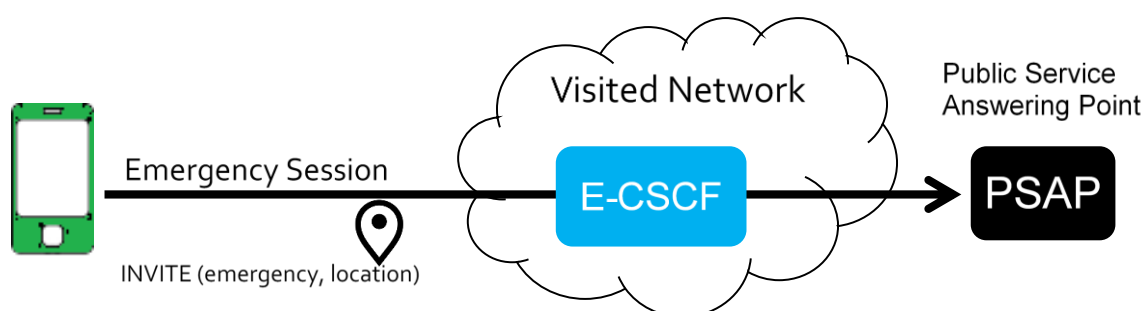 Visited Network
Public Service
Answering Point
Emergency Session
E-CSCF
PSAP
INVITE (emergency, location)